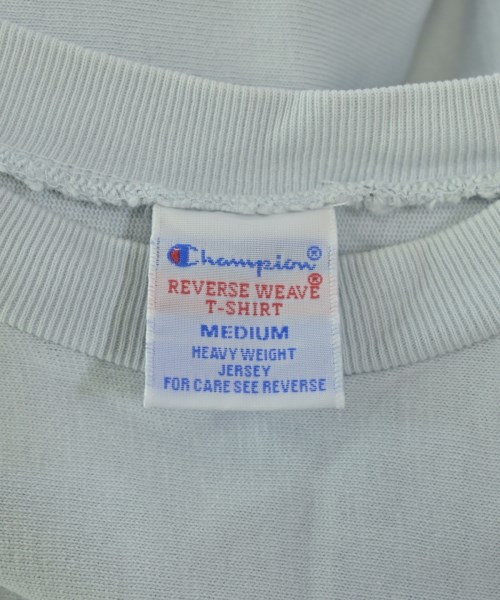 Champion®
REVERSE WEAVE®
T-SHIRT
MEDIUM
HEAVY WEIGHT
JERSEY
FOR CARE SEE REVERSE